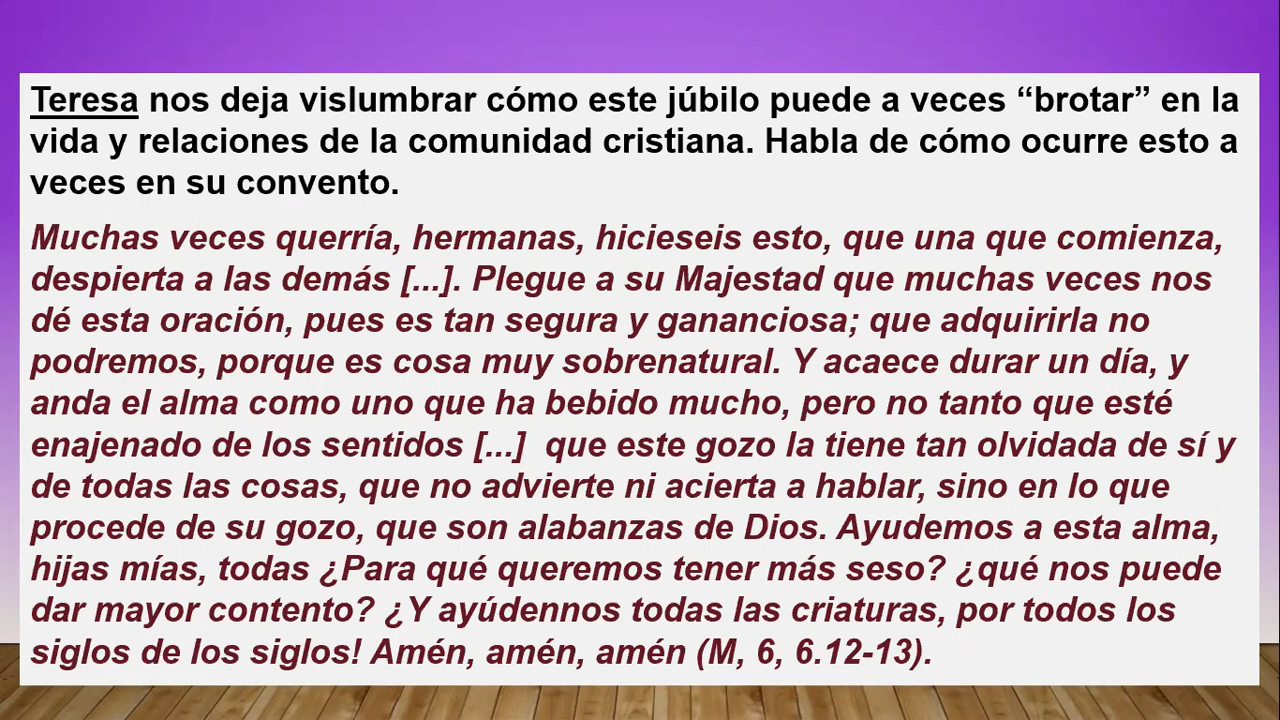 Teresa nos deja vislumbrar cómo este júbilo puede a veces “brotar” en la
vida y relaciones de la comunidad cristiana. Habla de cómo ocurre esto a
veces en su convento.
Muchas veces querría, hermanas, hicieseis esto, que una que comienza,
despierta a las demás [...]. Plegue a su Majestad que muchas veces nos
dé esta oración, pues es tan segura y gananciosa; que adquirirla no
podremos, porque es cosa muy sobrenatural. Y acaece durar un día, y
anda el alma como uno que ha bebido mucho, pero no tanto que esté
enajenado de los sentidos [...] que este gozo la tiene tan olvidada de sí y
de todas las cosas, que no advierte ni acierta a hablar, sino en lo que
procede de su gozo, que son alabanzas de Dios. Ayudemos a esta alma,
hijas mías, todas ¿Para qué queremos tener más seso? ¿qué nos puede
dar mayor contento? ¿Y ayúdennos todas las criaturas, por todos los
siglos de los siglos! Amén, amén, amén (M, 6, 6.12-13).